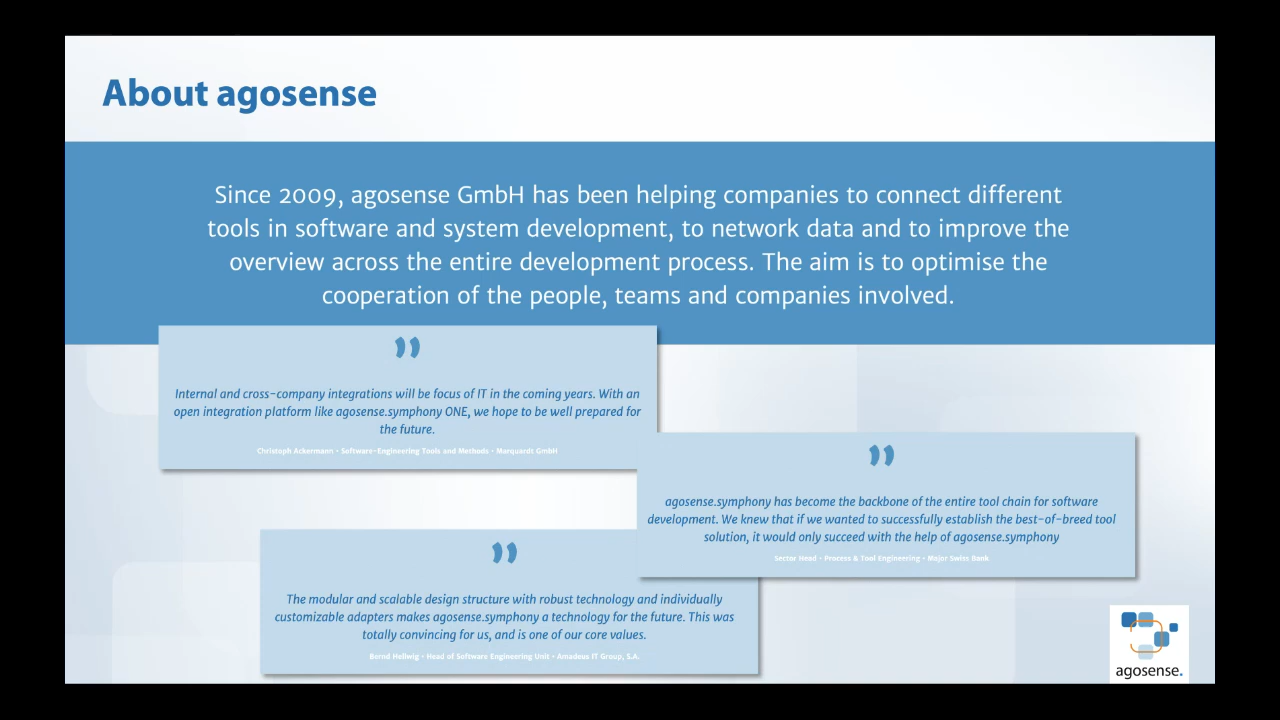 About agosense
Since 2009, agosense GmbH has been helping companies to connect different
tools in software and system development, to network data and to improve the
overview across the entire development process. The aim is to optimise the
cooperation of the people, teams and companies involved.
”
Internal and cross-company integrations will be focus of IT in the coming years. With an
open integration platform like agosense.symphony ONE, we hope to be well prepared for
the future.
Christoph Ackermann • Software-Engineering Tools and Methods • Marquardt GmbH
”
agosense.symphony has become the backbone of the entire tool chain for software
development. We knew that if we wanted to successfully establish the best-of-breed tool
solution, it would only succeed with the help of agosense.symphony
Sector Head • Process & Tool Engineering • Major Swiss Bank
”
The modular and scalable design structure with robust technology and individually
customizable adapters makes agosense.symphony a technology for the future. This was
totally convincing for us, and is one of our core values.
Bernd Hellwig • Head of Software Engineering Unit • Amadeus IT Group, S.A.
agosense.